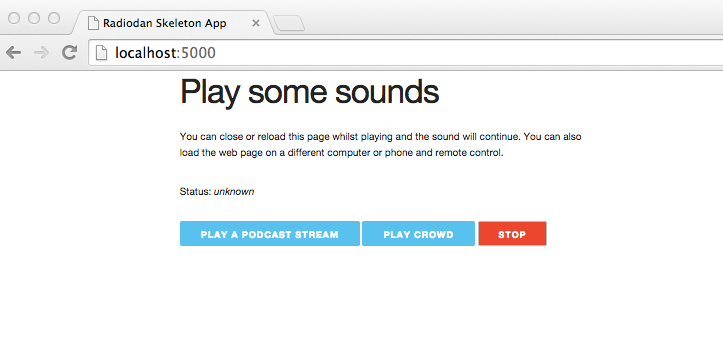 Radiodan Skeleton App
localhost:5000
Play some sounds
You can close or reload this page whilst playing and the sound will continue. You can also
load the web page on a different computer or phone and remote control.
Status: unknown
PLAY A PODCAST STREAM PLAY CROWD STOP